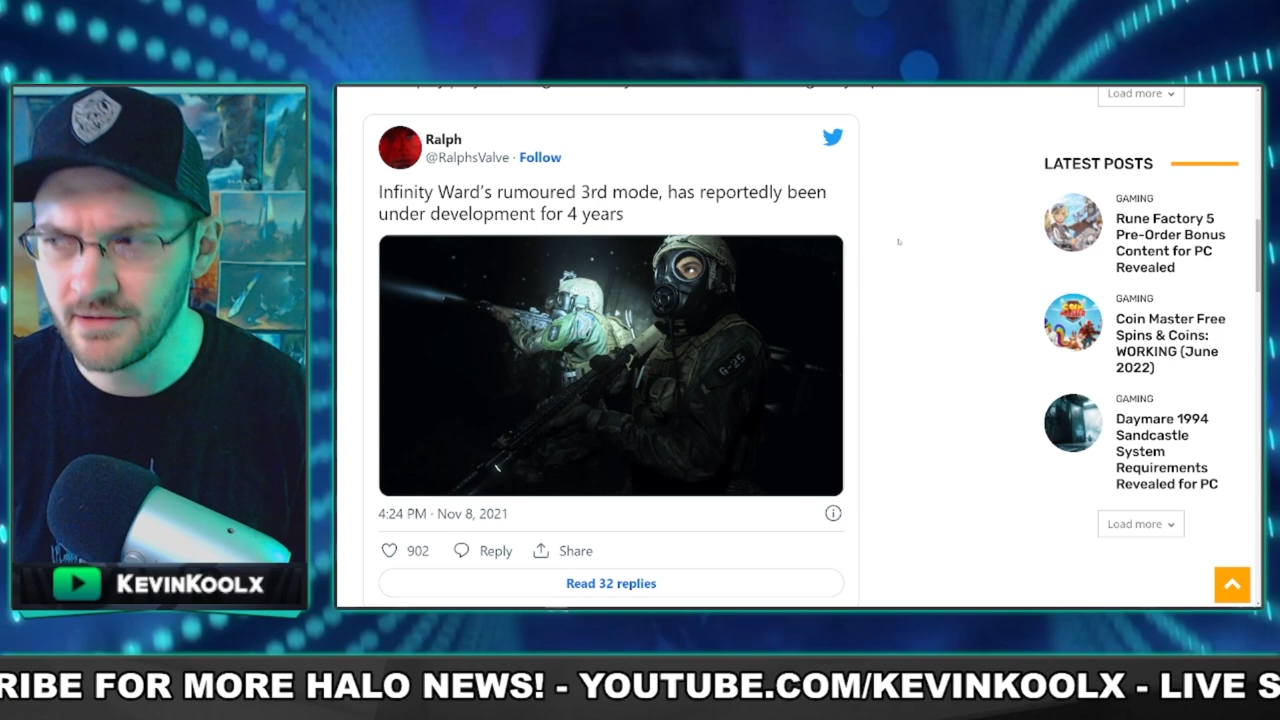 Load more
Ralph
@RalphsValve · Follow
Infinity Ward's rumoured 3rd mode, has reportedly been
under development for 4 years
G-25
4:24 PM · Nov 8, 2021
902 Reply Share
Read 32 replies
LATEST POSTS
GAMING
Rune Factory 5
Pre-Order Bonus
Content for PC
Revealed
GAMING
Coin Master Free
Spins & Coins:
WORKING (June
2022)
GAMING
Daymare 1994
Sandcastle
System
Requirements
Revealed for PC
Load more
HALO
KEVINKOOLX
RIBE FOR MORE HALO NEWS! - YOUTUBE.COM/KEVINKOOLX - LIVE S